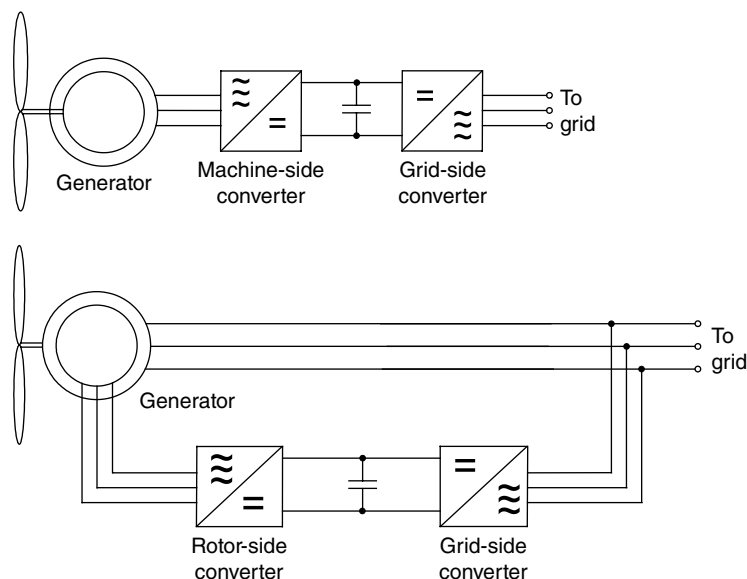 To
grid
Generator
Machine-side
converter
Grid-side
converter
To
grid
Generator
Rotor-side
converter
Grid-side
converter